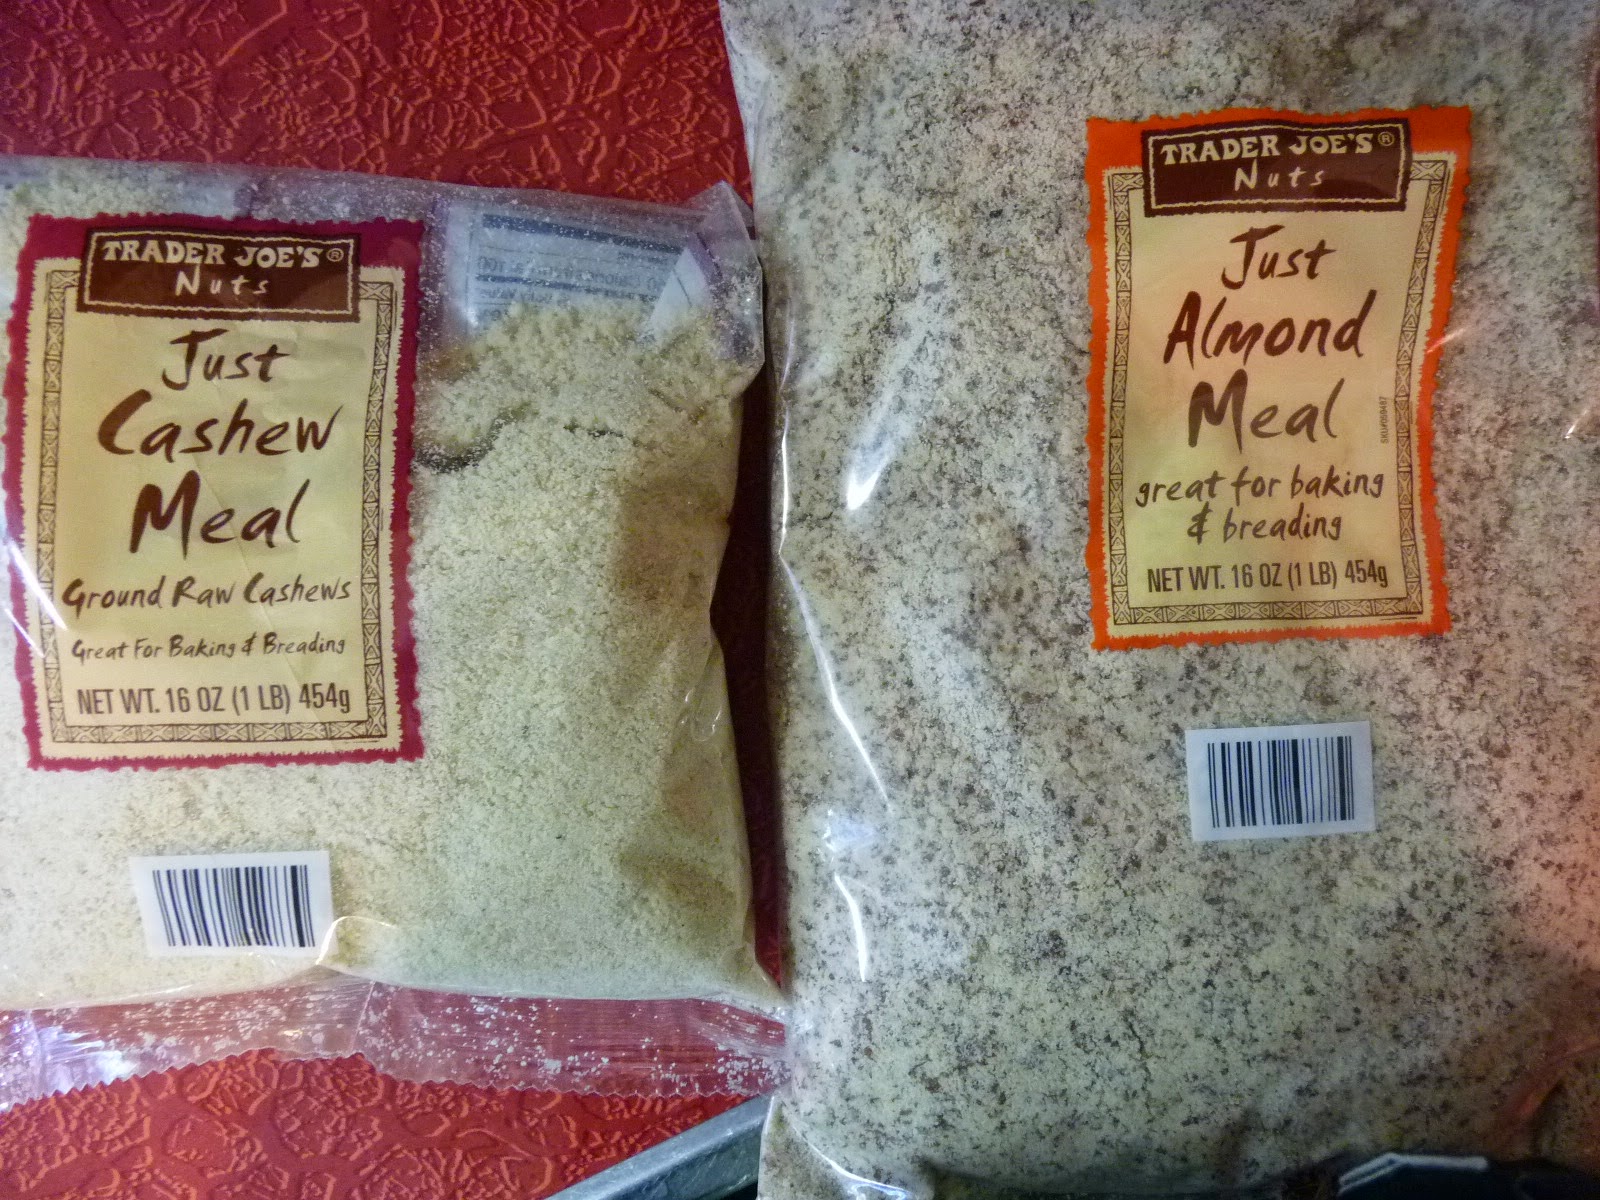 TRADER JOE'S®
Nuts
Just
Cashew
Meal
Ground Raw Cashews
Great For Baking & Breading
NET WT. 16 OZ (1 LB) 454g
TRADER JOE'S®
Nuts
Just
Almond
Meal
great for baking
& breading
NET WT. 16 OZ (1 LB) 454g